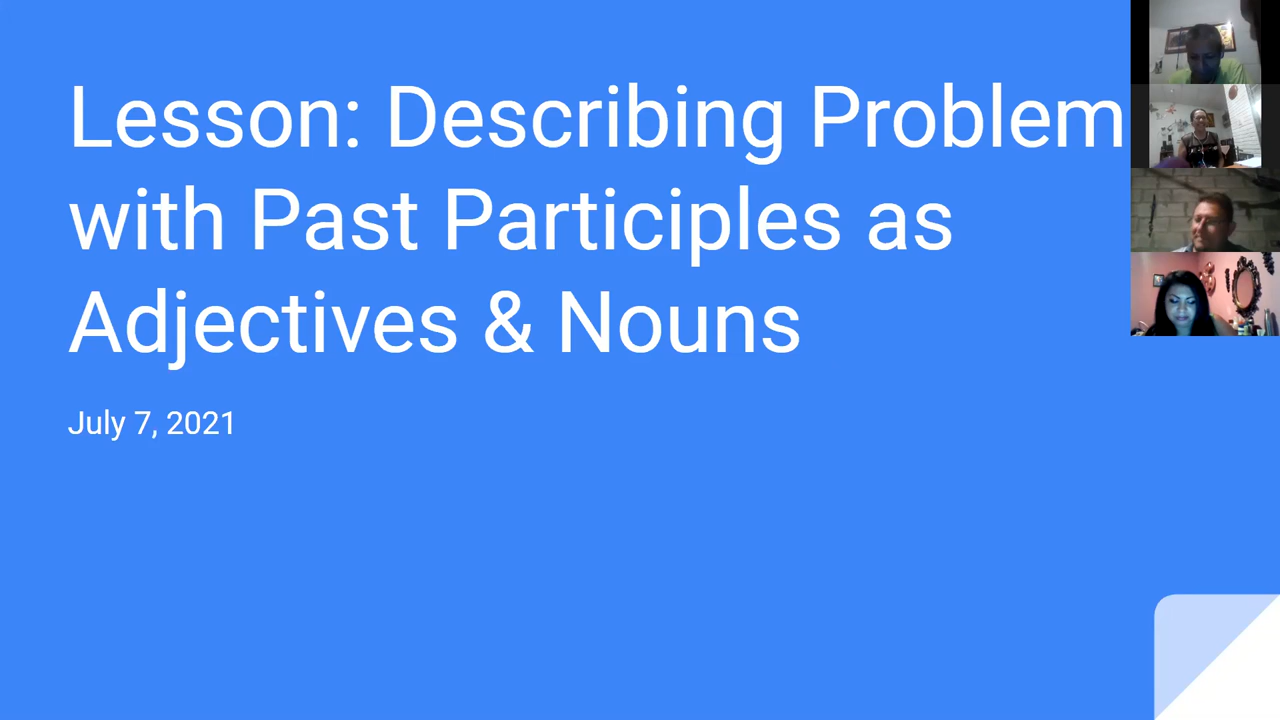 Lesson: Describing Problem
with Past Participles as
Adjectives & Nouns
July 7, 2021